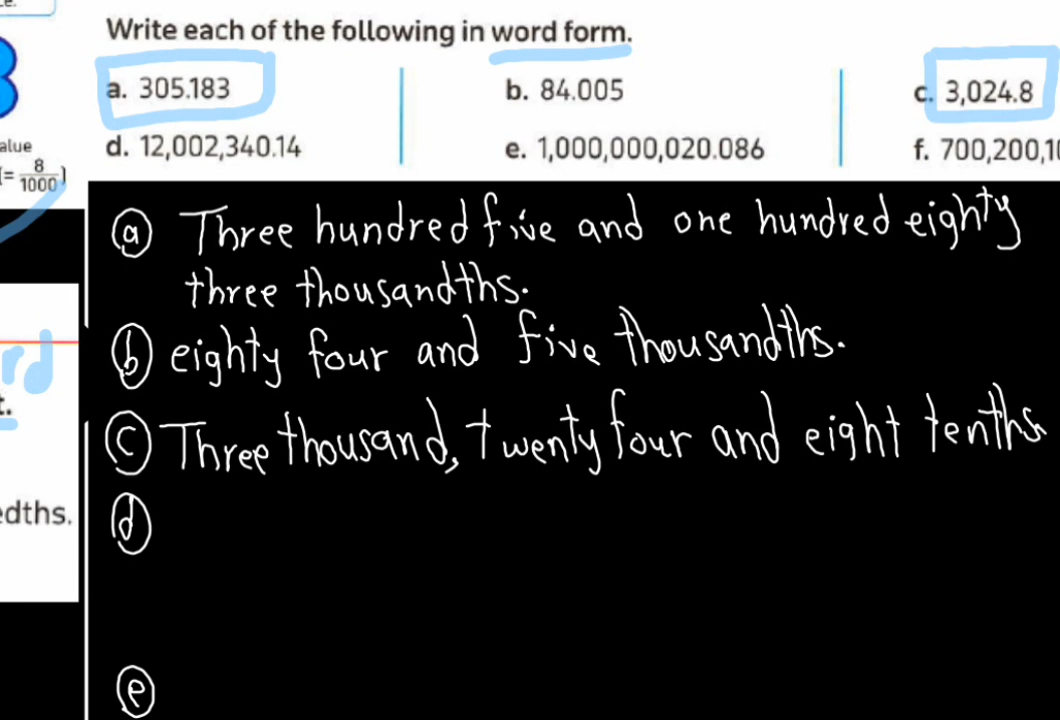 Write each of the following in word form.
a. 305.183 b. 84.005 c. 3,024.8
d. 12,002,340.14 e. 1,000,000,020.086 f. 700,200,1
alue
(= 8/1000)
ⓐ Three hundred five and one hundred eighty
three thousandths.
ⓑ eighty four and five thousandths.
ⓒ Three thousand, twenty four and eight tenths
ⓓ
edths.
ⓔ